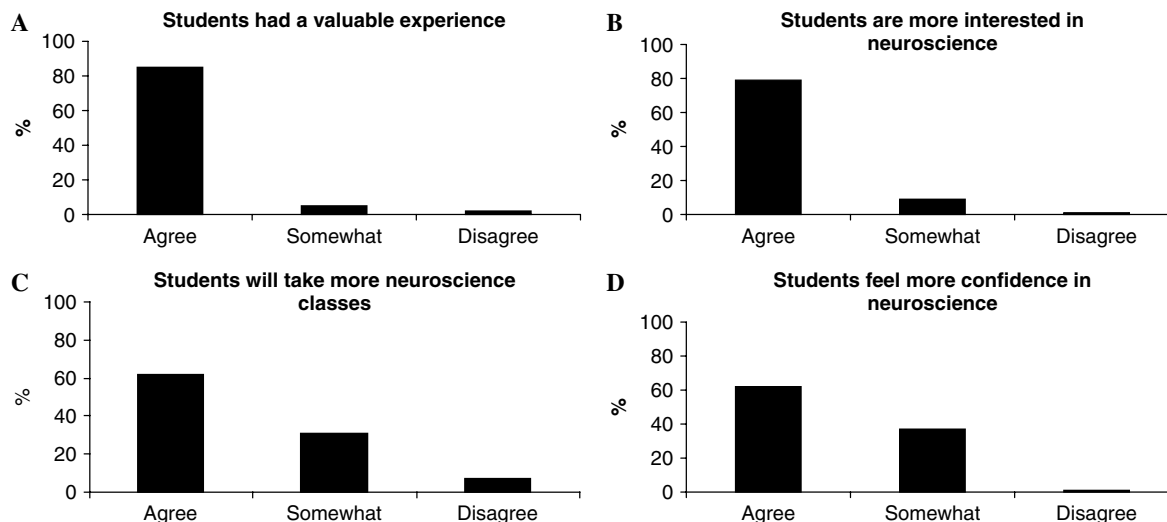 A
Students had a valuable experience
100
80
60
40
20
0
%
Agree Somewhat Disagree
B
Students are more interested in
neuroscience
100
80
60
40
20
0
%
Agree Somewhat Disagree
C
Students will take more neuroscience
classes
100
80
60
40
20
0
%
Agree Somewhat Disagree
D
Students feel more confidence in
neuroscience
100
80
60
40
20
0
%
Agree Somewhat Disagree